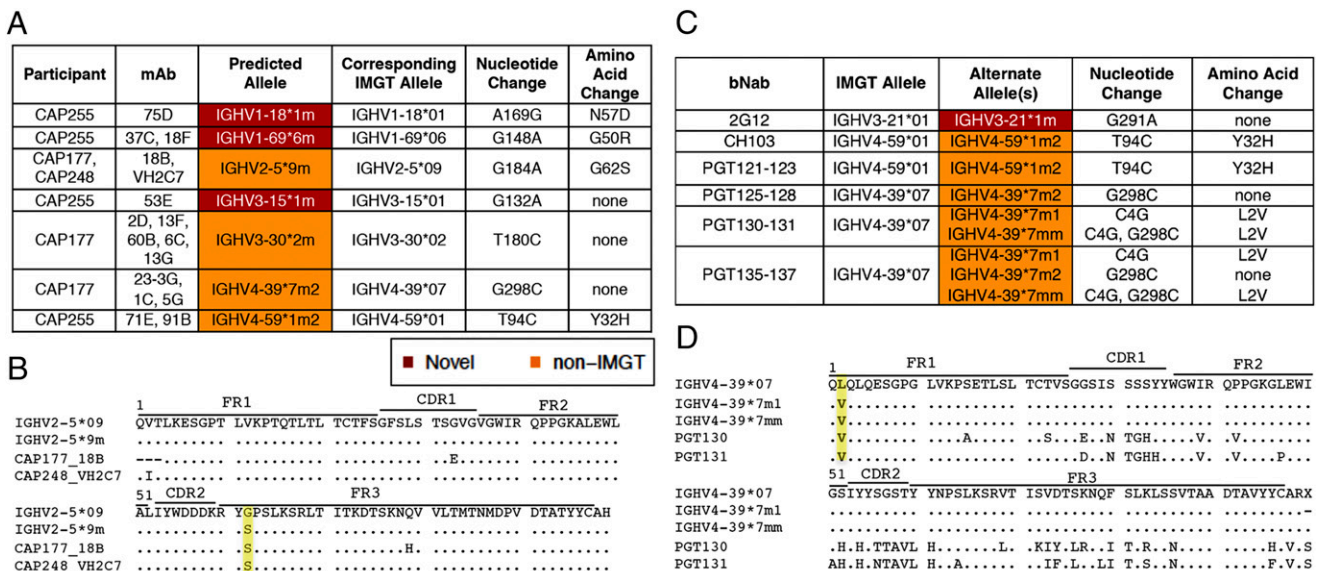 A
Participant mAb Predicted Allele Corresponding IMGT Allele Nucleotide Change Amino Acid Change
CAP255 75D IGHV1-18*1m IGHV1-18*01 A169G N57D
CAP255 37C, 18F IGHV1-69*6m IGHV1-69*06 G148A G50R
CAP177, CAP248 18B, VH2C7 IGHV2-5*9m IGHV2-5*09 G184A G62S
CAP255 53E IGHV3-15*1m IGHV3-15*01 G132A none
CAP177 2D, 13F, 60B, 6C, 13G IGHV3-30*2m IGHV3-30*02 T180C none
CAP177 23-3G, 1C, 5G IGHV4-39*7m2 IGHV4-39*07 G298C none
CAP255 71E, 91B IGHV4-59*1m2 IGHV4-59*01 T94C Y32H
Novel non-IMGT
B
1 FR1 CDR1 FR2
IGHV2-5*09 QVTLKESGPT LVKPTQTLTL TCTFSGFSLS TSGVGVGWIR QPPGKALEWL
IGHV2-5*9m .......... .......... .......... .......... ..........
CAP177_18B ---....... .......... .......... ..E....... ..........
CAP248_VH2C7 .I........ .......... .......... .......... ..........
51 CDR2 FR3
IGHV2-5*09 ALIYWDDDKR YGPSLKSRLT ITKDTSKNQV VLTMTNMDPV DTATYYCAH
IGHV2-5*9m .......... .S........ .......... .......... .........
CAP177_18B .......... .S........ ........H. .......... .........
CAP248_VH2C7 .......... .S........ .......... .......... .........
C
bNab IMGT Allele Alternate Allele(s) Nucleotide Change Amino Acid Change
2G12 IGHV3-21*01 IGHV3-21*1m G291A none
CH103 IGHV4-59*01 IGHV4-59*1m2 T94C Y32H
PGT121-123 IGHV4-59*01 IGHV4-59*1m2 T94C Y32H
PGT125-128 IGHV4-39*07 IGHV4-39*7m2 G298C none
PGT130-131 IGHV4-39*07 IGHV4-39*7m1 C4G L2V
IGHV4-39*7mm C4G, G298C L2V
PGT135-137 IGHV4-39*07 IGHV4-39*7m1 C4G L2V
IGHV4-39*7m2 G298C none
IGHV4-39*7mm C4G, G298C L2V
D
1 FR1 CDR1 FR2
IGHV4-39*07 QLQLQESGPG LVKPSETLSL TCTVSGGSIS SSSYYWGWIR QPPGKGLEWI
IGHV4-39*7m1 .V........ .......... .......... .......... ..........
IGHV4-39*7mm .V........ .......... .......... .......... ..........
PGT130 .V........ ....A..... ...S..E..N TGH....V.. ..V.......
PGT131 .V........ .......... ......D..N TGHH...V.. ..V....P..
51 CDR2 FR3
IGHV4-39*07 GSIYYSGSTY YNPSLKSRVT ISVDTSKNQF SLKLSSVTAA DTAVYYCARX
IGHV4-39*7m1 .......... .......... .......... .......... .........-
IGHV4-39*7mm .......... .......... .......... .......... ..........
PGT130 .H.H.TTAVL H.......L. ..KIY.LR..I T..R..N... ......H.V.S
PGT131 AH.H.NTAVL H..A...... ...IF..L.LI T..R..N... ......F.V.S